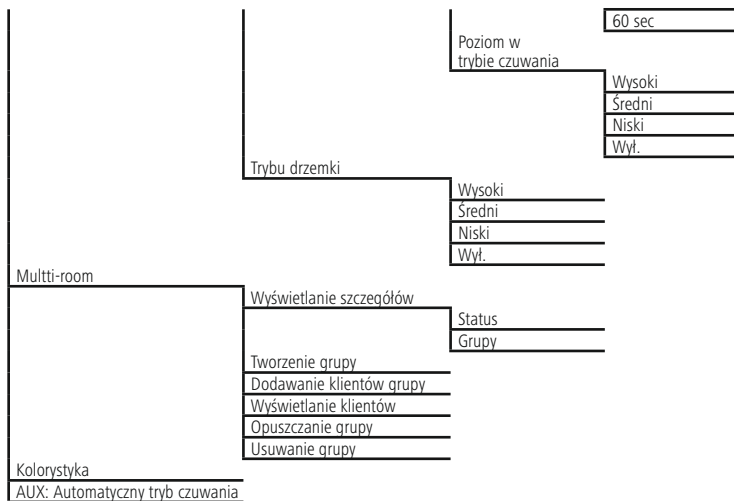 60 sec
Poziom w
trybie czuwania
Wysoki
Średni
Niski
Wył.
Trybu drzemki
Wysoki
Średni
Niski
Wył.
Multti-room
Wyświetlanie szczegółów
Status
Grupy
Tworzenie grupy
Dodawanie klientów grupy
Wyświetlanie klientów
Opuszczanie grupy
Usuwanie grupy
Kolorystyka
AUX: Automatyczny tryb czuwania